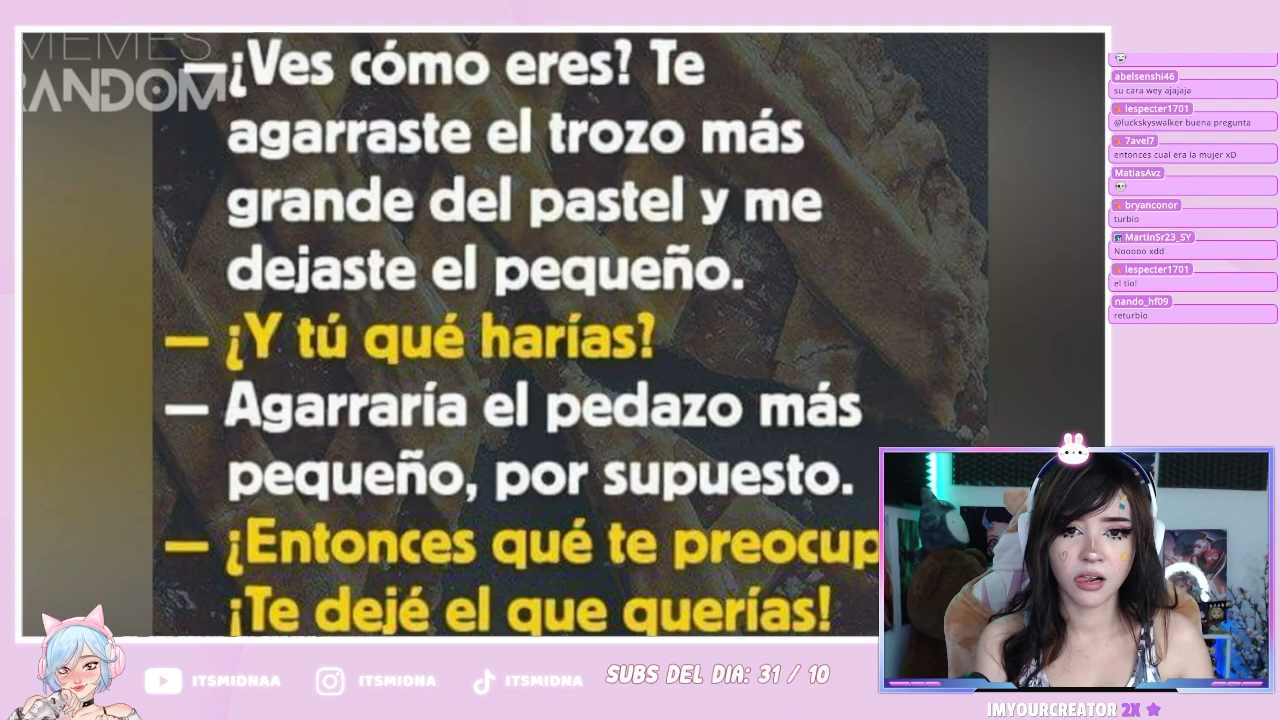 MEMES
RANDOM
—¿Ves cómo eres? Te
agarraste el trozo más
grande del pastel y me
dejaste el pequeño.
— ¿Y tú qué harías?
— Agarraría el pedazo más
pequeño, por supuesto.
— ¿Entonces qué te preocup
¡Te dejé el que querías!
abelsenshi46
su cara wey ajajaja
lespecter1701
@luckskyswalker buena pregunta
7avel7
entonces cual era la mujer xD
MatiasAvz
bryanconor
turbio
MartinSr23_SY
Nooooo xdd
lespecter1701
el tio!
nando_hf09
returbio
ITSMIDNAA
ITSMIDNA
ITSMIDNA
SUBS DEL DIA: 31 / 10
IMYOURCREATOR 2X